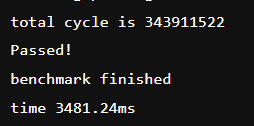 total cycle is 343911522
Passed!
benchmark finished
time 3481.24ms